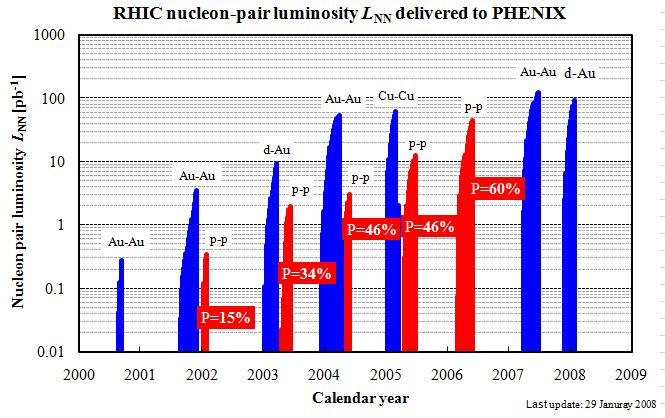 RHIC nucleon-pair luminosity LNN delivered to PHENIX
Nucleon pair luminosity LNN [pb-1]
1000
100
10
1
0.1
0.01
Au-Au
Au-Au
p-p
P=15%
d-Au
p-p
P=34%
Au-Au
p-p
P=46%
Cu-Cu
p-p
P=46%
p-p
P=60%
Au-Au
d-Au
2000 2001 2002 2003 2004 2005 2006 2007 2008 2009
Calendar year
Last update: 29 Januray 2008